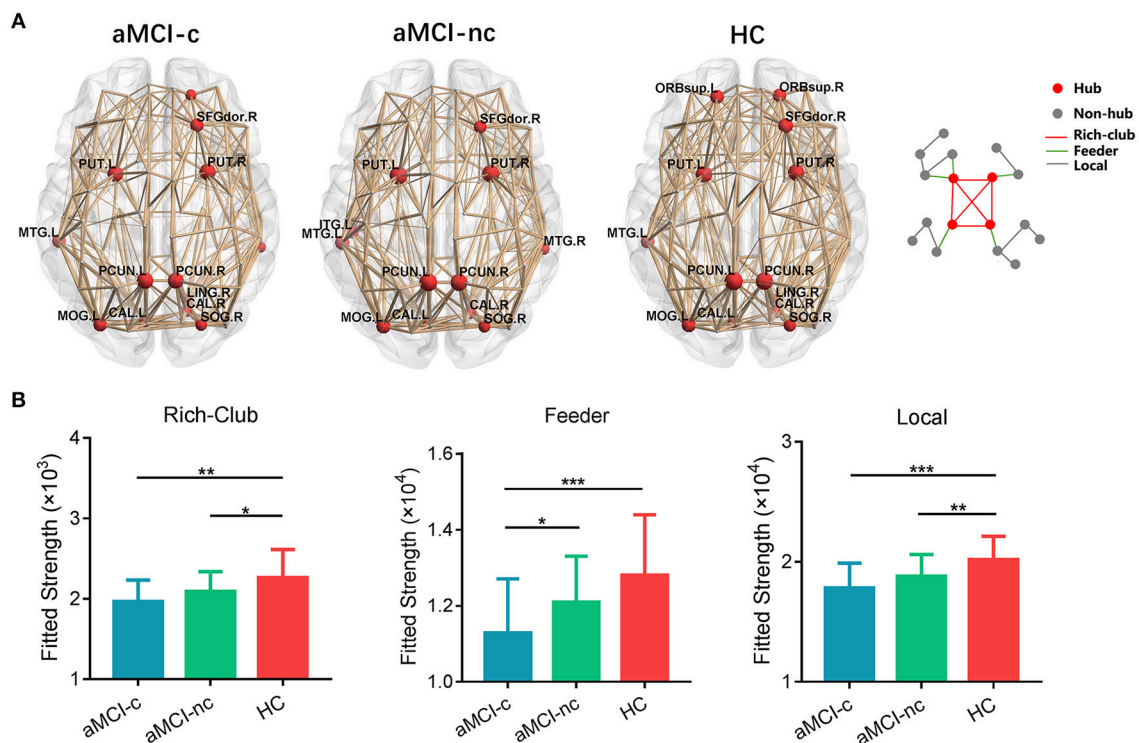 A
aMCI-c
aMCI-nc
HC
SFGdor.R
PUT.L
PUT.R
MTG.L
PCUN.L
PCUN.R
LING.R
CAL.R
MOG.L
CAL.L
SOG.R
SFGdor.R
PUT.L
PUT.R
ITG.L
MTG.L
MTG.R
PCUN.L
PCUN.R
CAL.R
MOG.L
CAL.L
SOG.R
ORBsup.L
ORBsup.R
SFGdor.R
PUT.L
PUT.R
MTG.L
PCUN.L
PCUN.R
LING.R
CAL.R
MOG.L
CAL.L
SOG.R
Hub
Non-hub
Rich-club
Feeder
Local
B
Rich-Club
Fitted Strength (×10³)
4
3
2
1
**
*
aMCI-c
aMCI-nc
HC
Feeder
Fitted Strength (×10⁴)
1.6
1.4
1.2
1.0
***
*
aMCI-c
aMCI-nc
HC
Local
Fitted Strength (×10⁴)
3
2
1
***
**
aMCI-c
aMCI-nc
HC